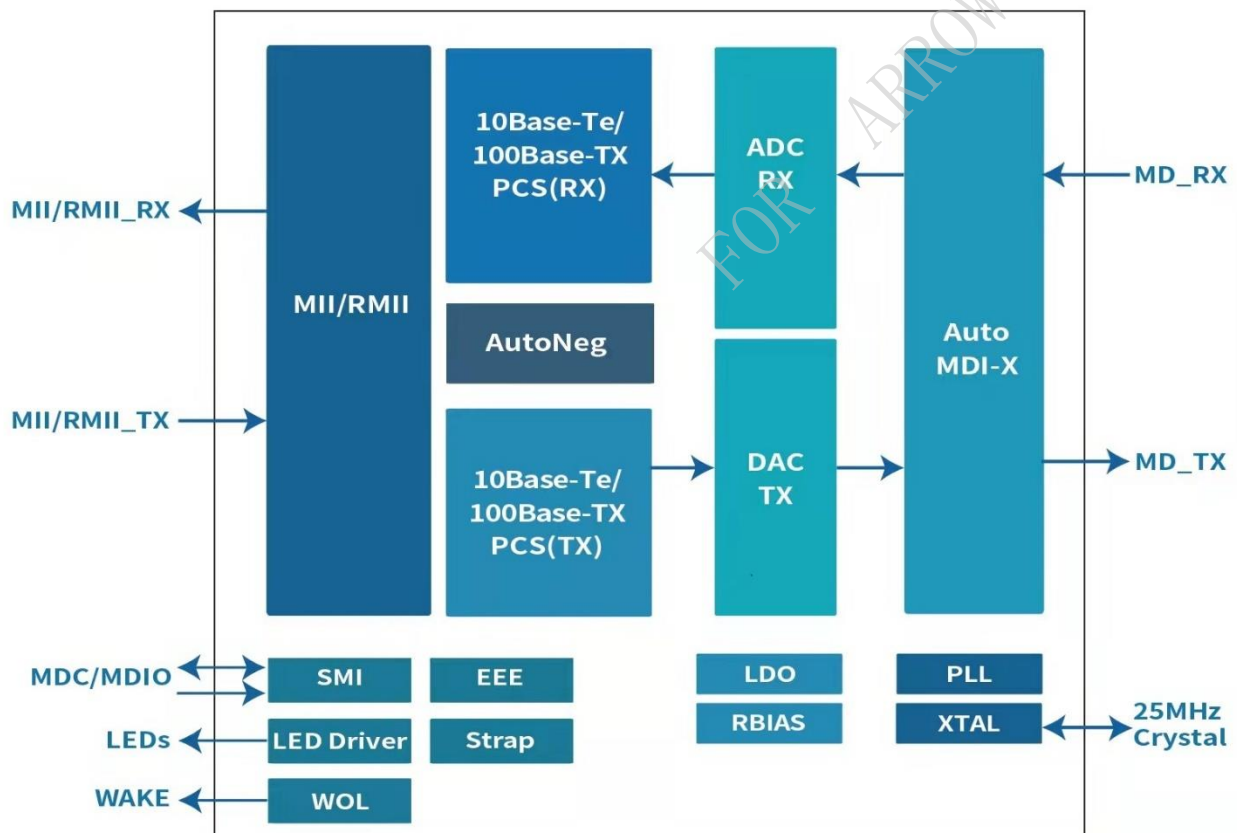 FOR ARROW
10Base-Te/
100Base-TX
PCS(RX)
ADC
RX
MD_RX
MII/RMII_RX
MII/RMII
AutoNeg
Auto
MDI-X
MII/RMII_TX
10Base-Te/
100Base-TX
PCS(TX)
DAC
TX
MD_TX
MDC/MDIO
SMI
EEE
LDO
PLL
LEDs
LED Driver
Strap
RBIAS
XTAL
25MHz
Crystal
WAKE
WOL